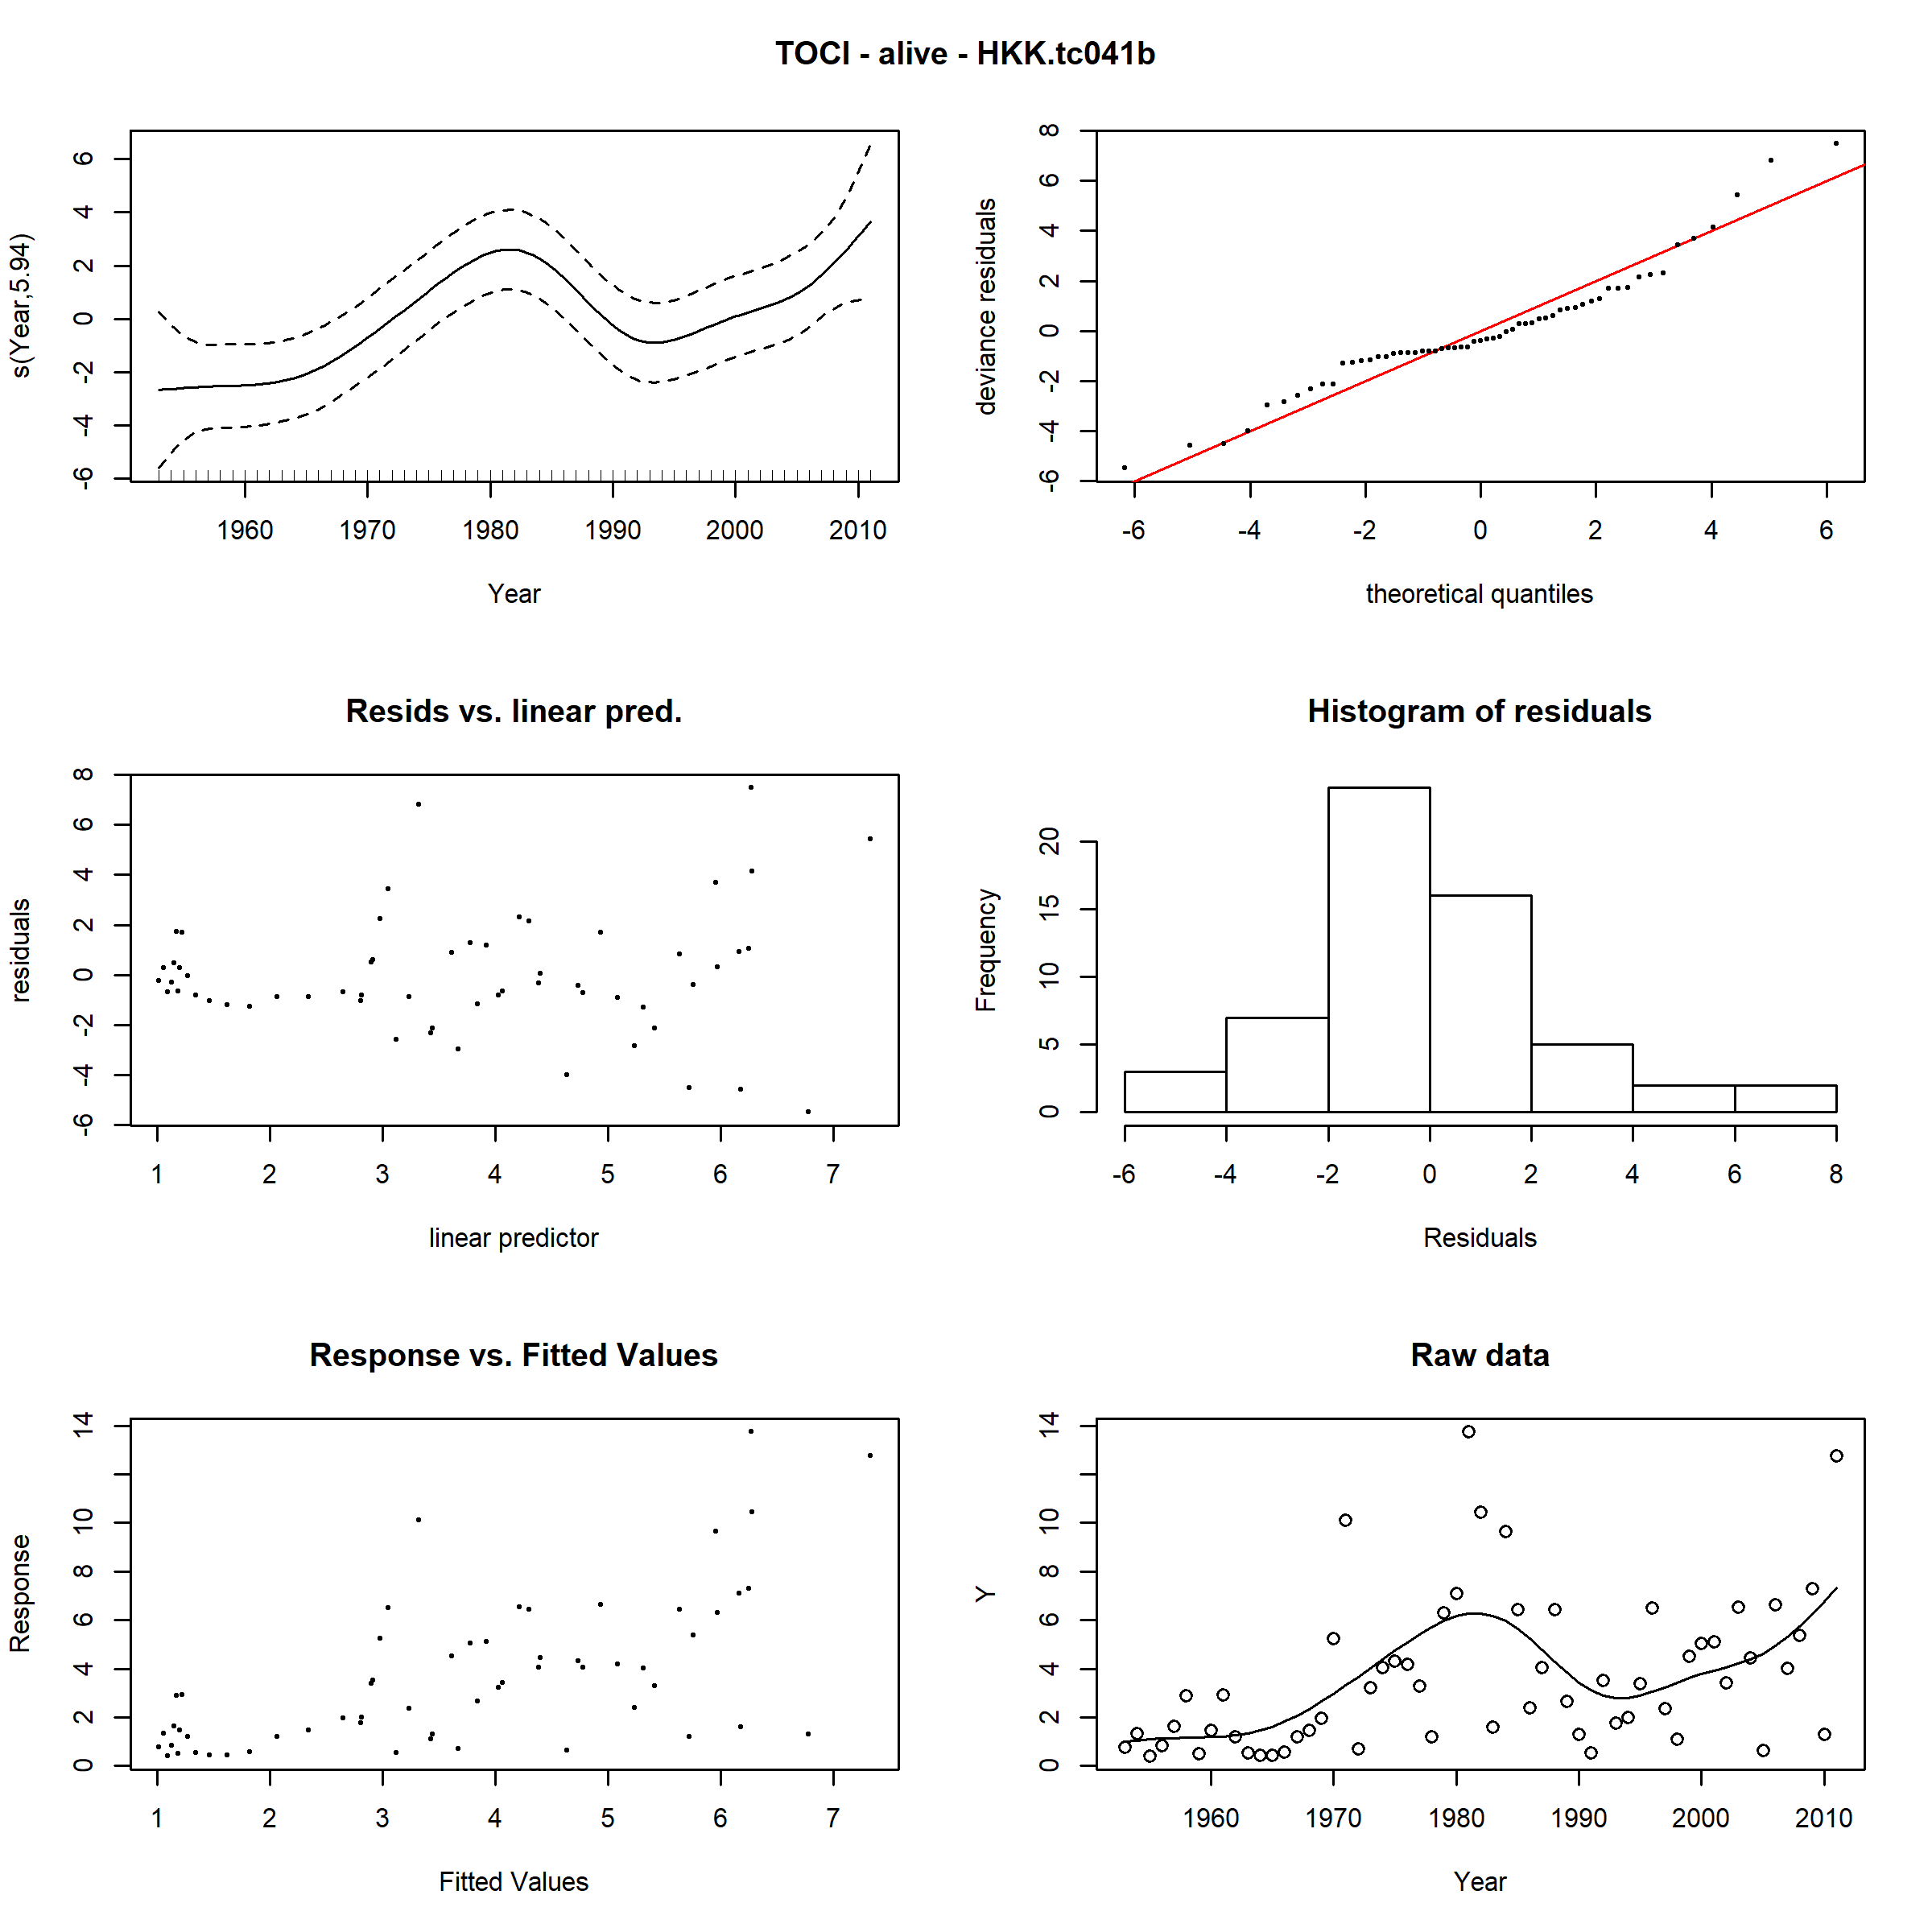 TOCI - alive - HKK.tc041b
s(Year,5.94)
6
4
2
0
-2
-4
-6
1960 1970 1980 1990 2000 2010
Year
deviance residuals
8
6
4
2
0
-2
-4
-6
-6 -4 -2 0 2 4 6
theoretical quantiles
Resids vs. linear pred.
residuals
8
6
4
2
0
-2
-4
-6
1 2 3 4 5 6 7
linear predictor
Histogram of residuals
Frequency
20
15
10
5
0
-6 -4 -2 0 2 4 6 8
Residuals
Response vs. Fitted Values
Response
14
10
8
6
4
2
0
1 2 3 4 5 6 7
Fitted Values
Raw data
Y
14
10
8
6
4
2
0
1960 1970 1980 1990 2000 2010
Year